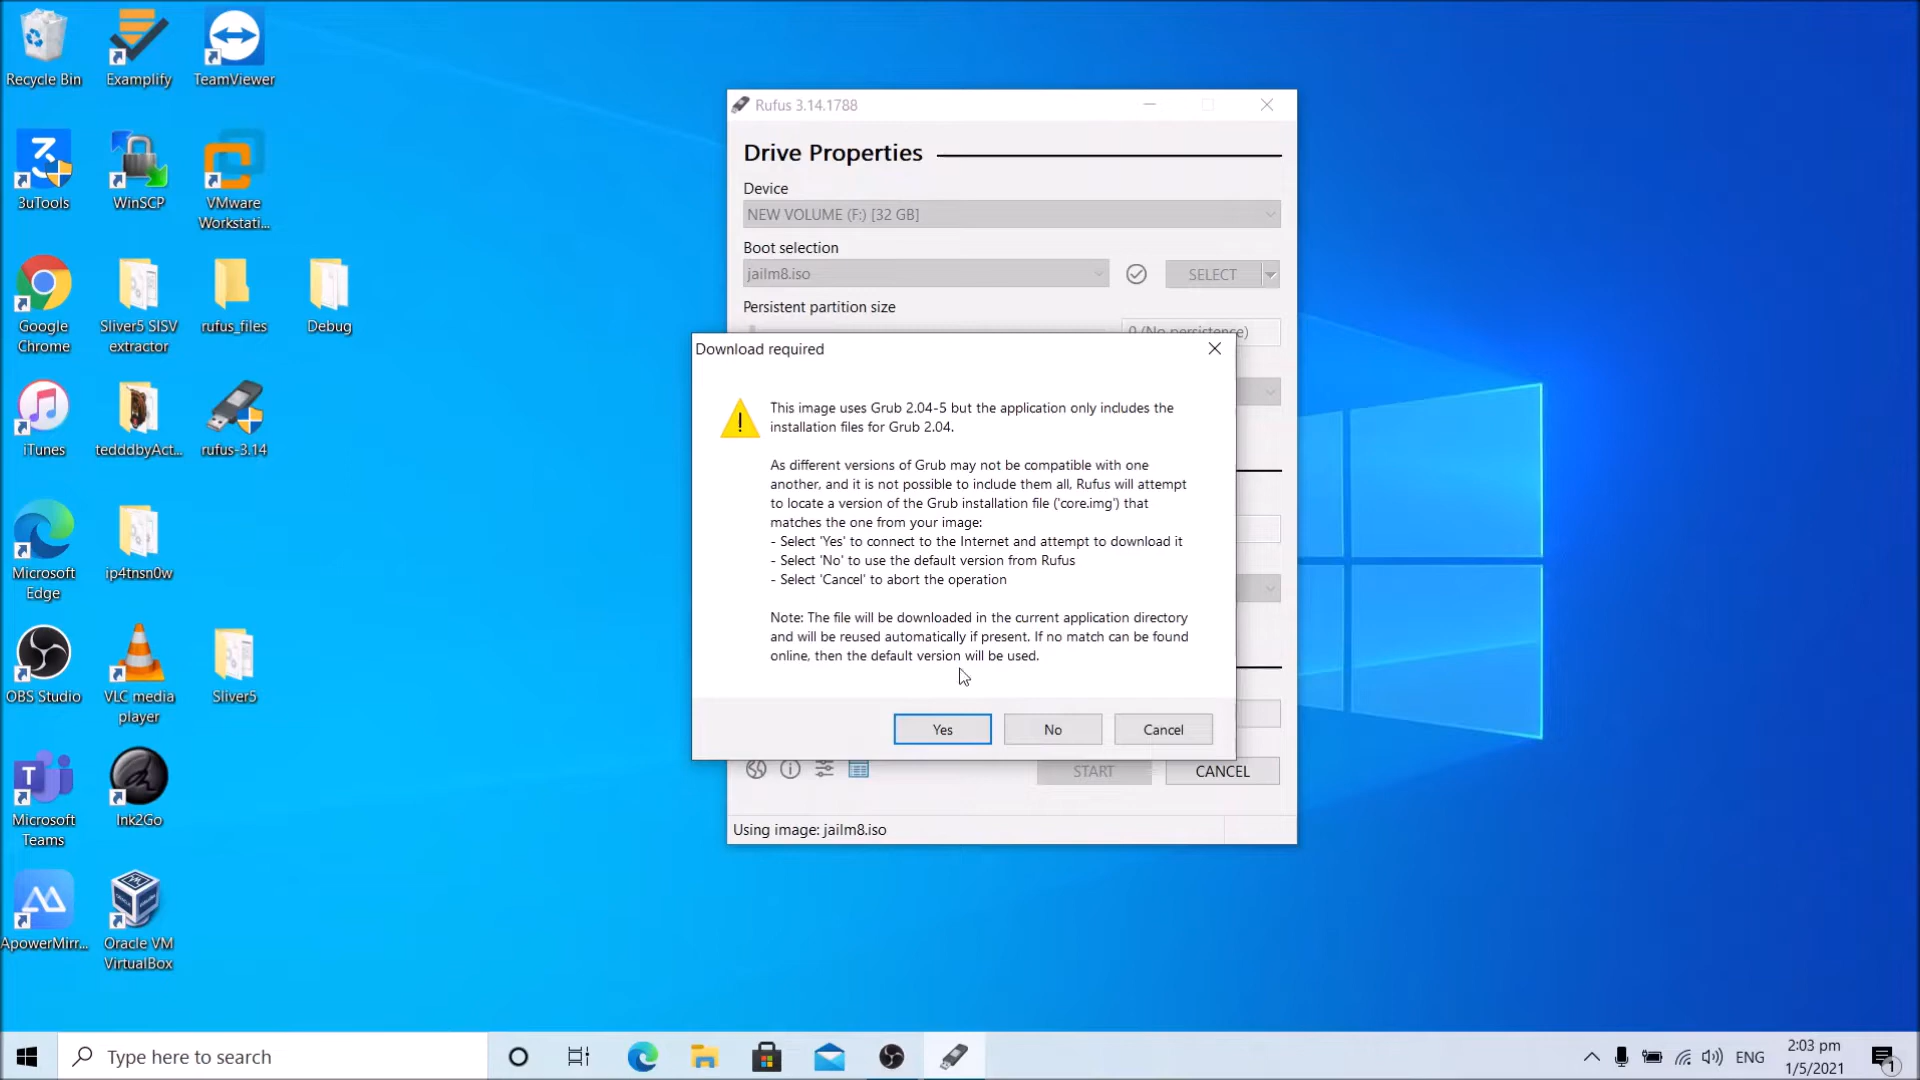 Recycle Bin
Examplify
TeamViewer
3uTools
WinSCP
VMware
Workstati...
Google
Chrome
Sliver5 SISV
extractor
rufus_files
Debug
iTunes
tedddbyAct...
rufus-3.14
Microsoft
Edge
ip4tnsn0w
OBS Studio
VLC media
player
Sliver5
Microsoft
Teams
Ink2Go
ApowerMirr...
Oracle VM
VirtualBox
Rufus 3.14.1788
Drive Properties
Device
NEW VOLUME (F:) [32 GB]
Boot selection
jailm8.iso
SELECT
Persistent partition size
0 (No persistence)
Download required
This image uses Grub 2.04-5 but the application only includes the
installation files for Grub 2.04.
As different versions of Grub may not be compatible with one
another, and it is not possible to include them all, Rufus will attempt
to locate a version of the Grub installation file ('core.img') that
matches the one from your image:
- Select 'Yes' to connect to the Internet and attempt to download it
- Select 'No' to use the default version from Rufus
- Select 'Cancel' to abort the operation
Note: The file will be downloaded in the current application directory
and will be reused automatically if present. If no match can be found
online, then the default version will be used.
Yes
No
Cancel
START
CANCEL
Using image: jailm8.iso
Type here to search
ENG
2:03 pm
1/5/2021
1